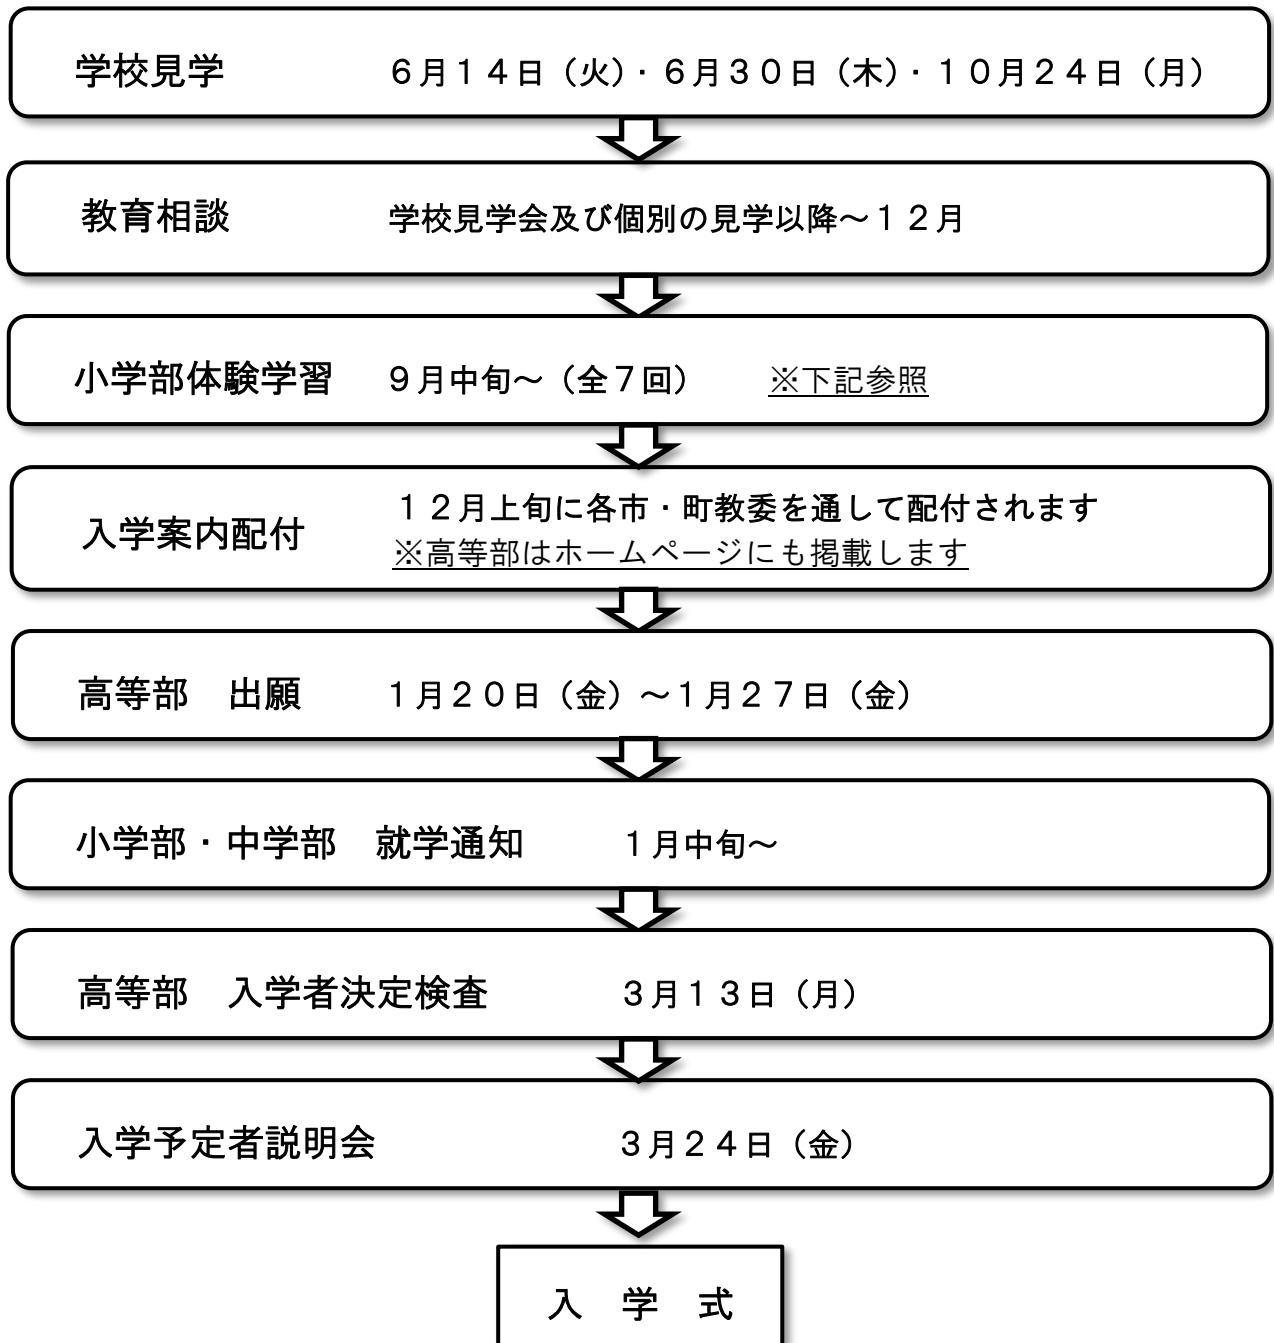 学校見学　６月１４日（火）・６月３０日（木）・１０月２４日（月）
教育相談　学校見学会及び個別の見学以降～１２月
小学部体験学習　９月中旬～（全７回）　※下記参照
入学案内配付　１２月上旬に各市・町教委を通して配付されます
※高等部はホームページにも掲載します
高等部　出願　１月２０日（金）～１月２７日（金）
小学部・中学部　就学通知　１月中旬～
高等部　入学者決定検査　３月１３日（月）
入学予定者説明会　３月２４日（金）
入　学　式